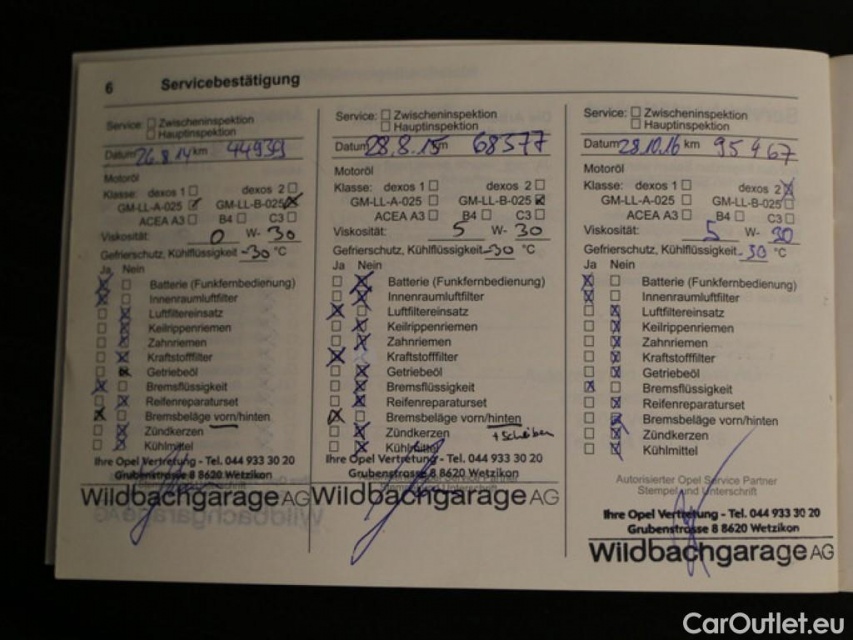 6 Servicebestätigung
Service: Zwischeninspektion
Hauptinspektion
Datum 26.8.14 km 44939
Motoröl
Klasse: dexos 1 dexos 2
GM-LL-A-025 GM-LL-B-025
ACEA A3 B4 C3
Viskosität: 0 W- 30
Gefrierschutz, Kühlflüssigkeit -30 °C
Ja Nein
Batterie (Funkfernbedienung)
Innenraumluftfilter
Luftfiltereinsatz
Keilrippenriemen
Zahnriemen
Kraftstofffilter
Getriebeöl
Bremsflüssigkeit
Reifenreparaturset
Bremsbeläge vorn/hinten
Zündkerzen
Kühlmittel
Ihre Opel Vertretung - Tel. 044 933 30 20
Grubenstrasse 8 8620 Wetzikon
Wildbachgarage AG
Service: Zwischeninspektion
Hauptinspektion
Datum 28.8.15 km 68577
Motoröl
Klasse: dexos 1 dexos 2
GM-LL-A-025 GM-LL-B-025
ACEA A3 B4 C3
Viskosität: 5 W- 30
Gefrierschutz, Kühlflüssigkeit -30 °C
Ja Nein
Batterie (Funkfernbedienung)
Innenraumluftfilter
Luftfiltereinsatz
Keilrippenriemen
Zahnriemen
Kraftstofffilter
Getriebeöl
Bremsflüssigkeit
Reifenreparaturset
Bremsbeläge vorn/hinten
Zündkerzen + Scheiben
Kühlmittel
Ihre Opel Vertretung - Tel. 044 933 30 20
Grubenstrasse 8 8620 Wetzikon
Wildbachgarage AG
Service: Zwischeninspektion
Hauptinspektion
Datum 28.10.16 km 95467
Motoröl
Klasse: dexos 1 dexos 2
GM-LL-A-025 GM-LL-B-025
ACEA A3 B4 C3
Viskosität: 5 W- 30
Gefrierschutz, Kühlflüssigkeit -30 °C
Ja Nein
Batterie (Funkfernbedienung)
Innenraumluftfilter
Luftfiltereinsatz
Keilrippenriemen
Zahnriemen
Kraftstofffilter
Getriebeöl
Bremsflüssigkeit
Reifenreparaturset
Bremsbeläge vorn/hinten
Zündkerzen
Kühlmittel
Autorisierter Opel Service Partner
Stempel und Unterschrift
Ihre Opel Vertretung - Tel. 044 933 30 20
Grubenstrasse 8 8620 Wetzikon
Wildbachgarage AG
CarOutlet.eu